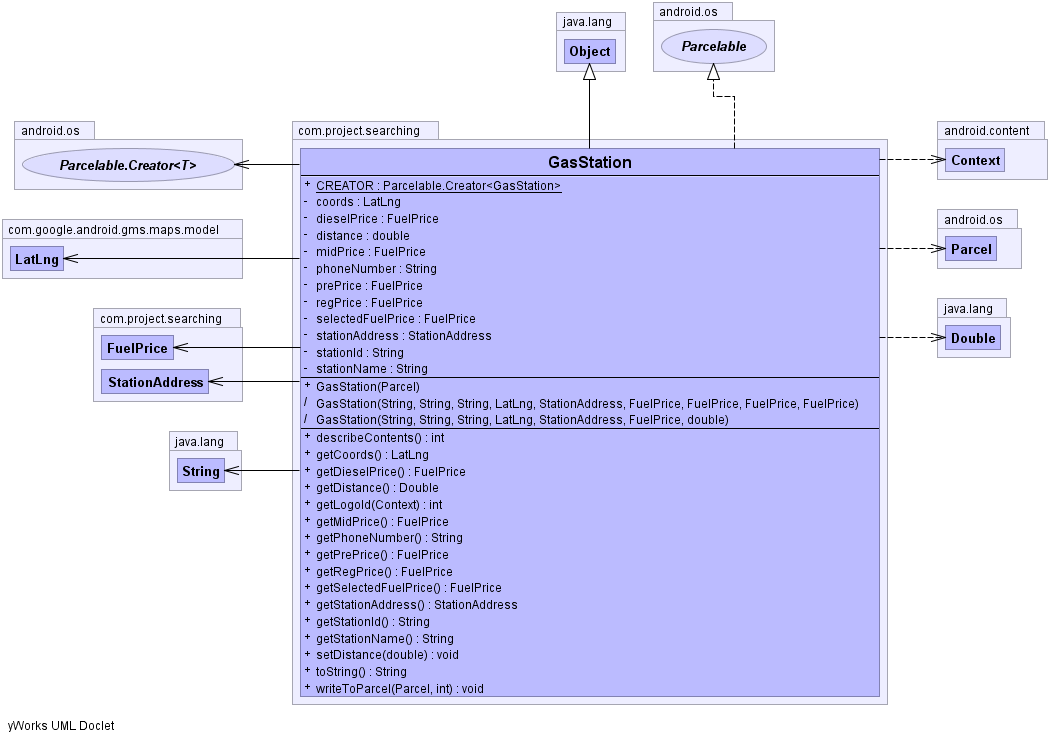 java.lang
Object
android.os
Parcelable
android.os
Parcelable.Creator<T>
com.google.android.gms.maps.model
LatLng
com.project.searching
FuelPrice
StationAddress
java.lang
String
com.project.searching
GasStation
+ CREATOR : Parcelable.Creator<GasStation>
- coords : LatLng
- dieselPrice : FuelPrice
- distance : double
- midPrice : FuelPrice
- phoneNumber : String
- prePrice : FuelPrice
- regPrice : FuelPrice
- selectedFuelPrice : FuelPrice
- stationAddress : StationAddress
- stationId : String
- stationName : String
+ GasStation(Parcel)
/ GasStation(String, String, String, LatLng, StationAddress, FuelPrice, FuelPrice, FuelPrice, FuelPrice)
/ GasStation(String, String, String, LatLng, StationAddress, FuelPrice, double)
+ describeContents() : int
+ getCoords() : LatLng
+ getDieselPrice() : FuelPrice
+ getDistance() : Double
+ getLogoId(Context) : int
+ getMidPrice() : FuelPrice
+ getPhoneNumber() : String
+ getPrePrice() : FuelPrice
+ getRegPrice() : FuelPrice
+ getSelectedFuelPrice() : FuelPrice
+ getStationAddress() : StationAddress
+ getStationId() : String
+ getStationName() : String
+ setDistance(double) : void
+ toString() : String
+ writeToParcel(Parcel, int) : void
android.content
Context
android.os
Parcel
java.lang
Double
yWorks UML Doclet